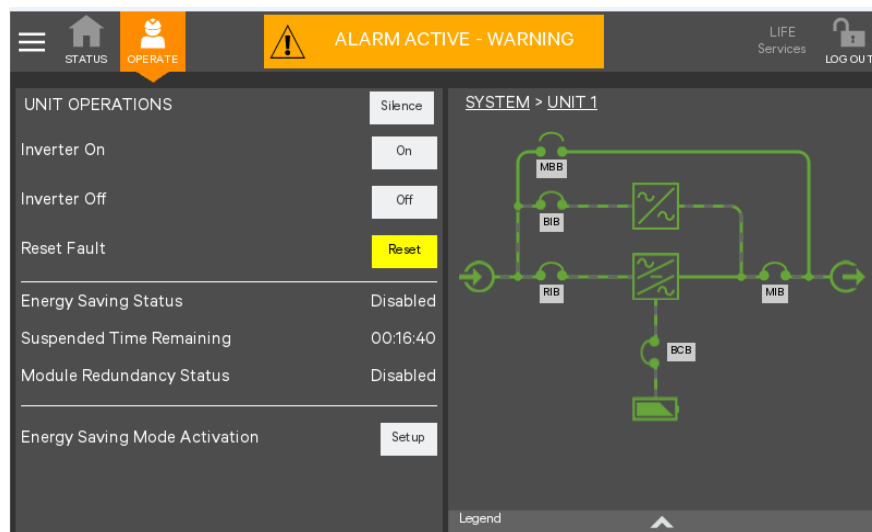 STATUS
OPERATE
ALARM ACTIVE - WARNING
LIFE
Services
LOG OUT
UNIT OPERATIONS
Silence
Inverter On
On
Inverter Off
Off
Reset Fault
Reset
Energy Saving Status
Disabled
Suspended Time Remaining
00:16:40
Module Redundancy Status
Disabled
Energy Saving Mode Activation
Setup
SYSTEM > UNIT 1
MBB
BIB
RIB
MIB
BCB
Legend